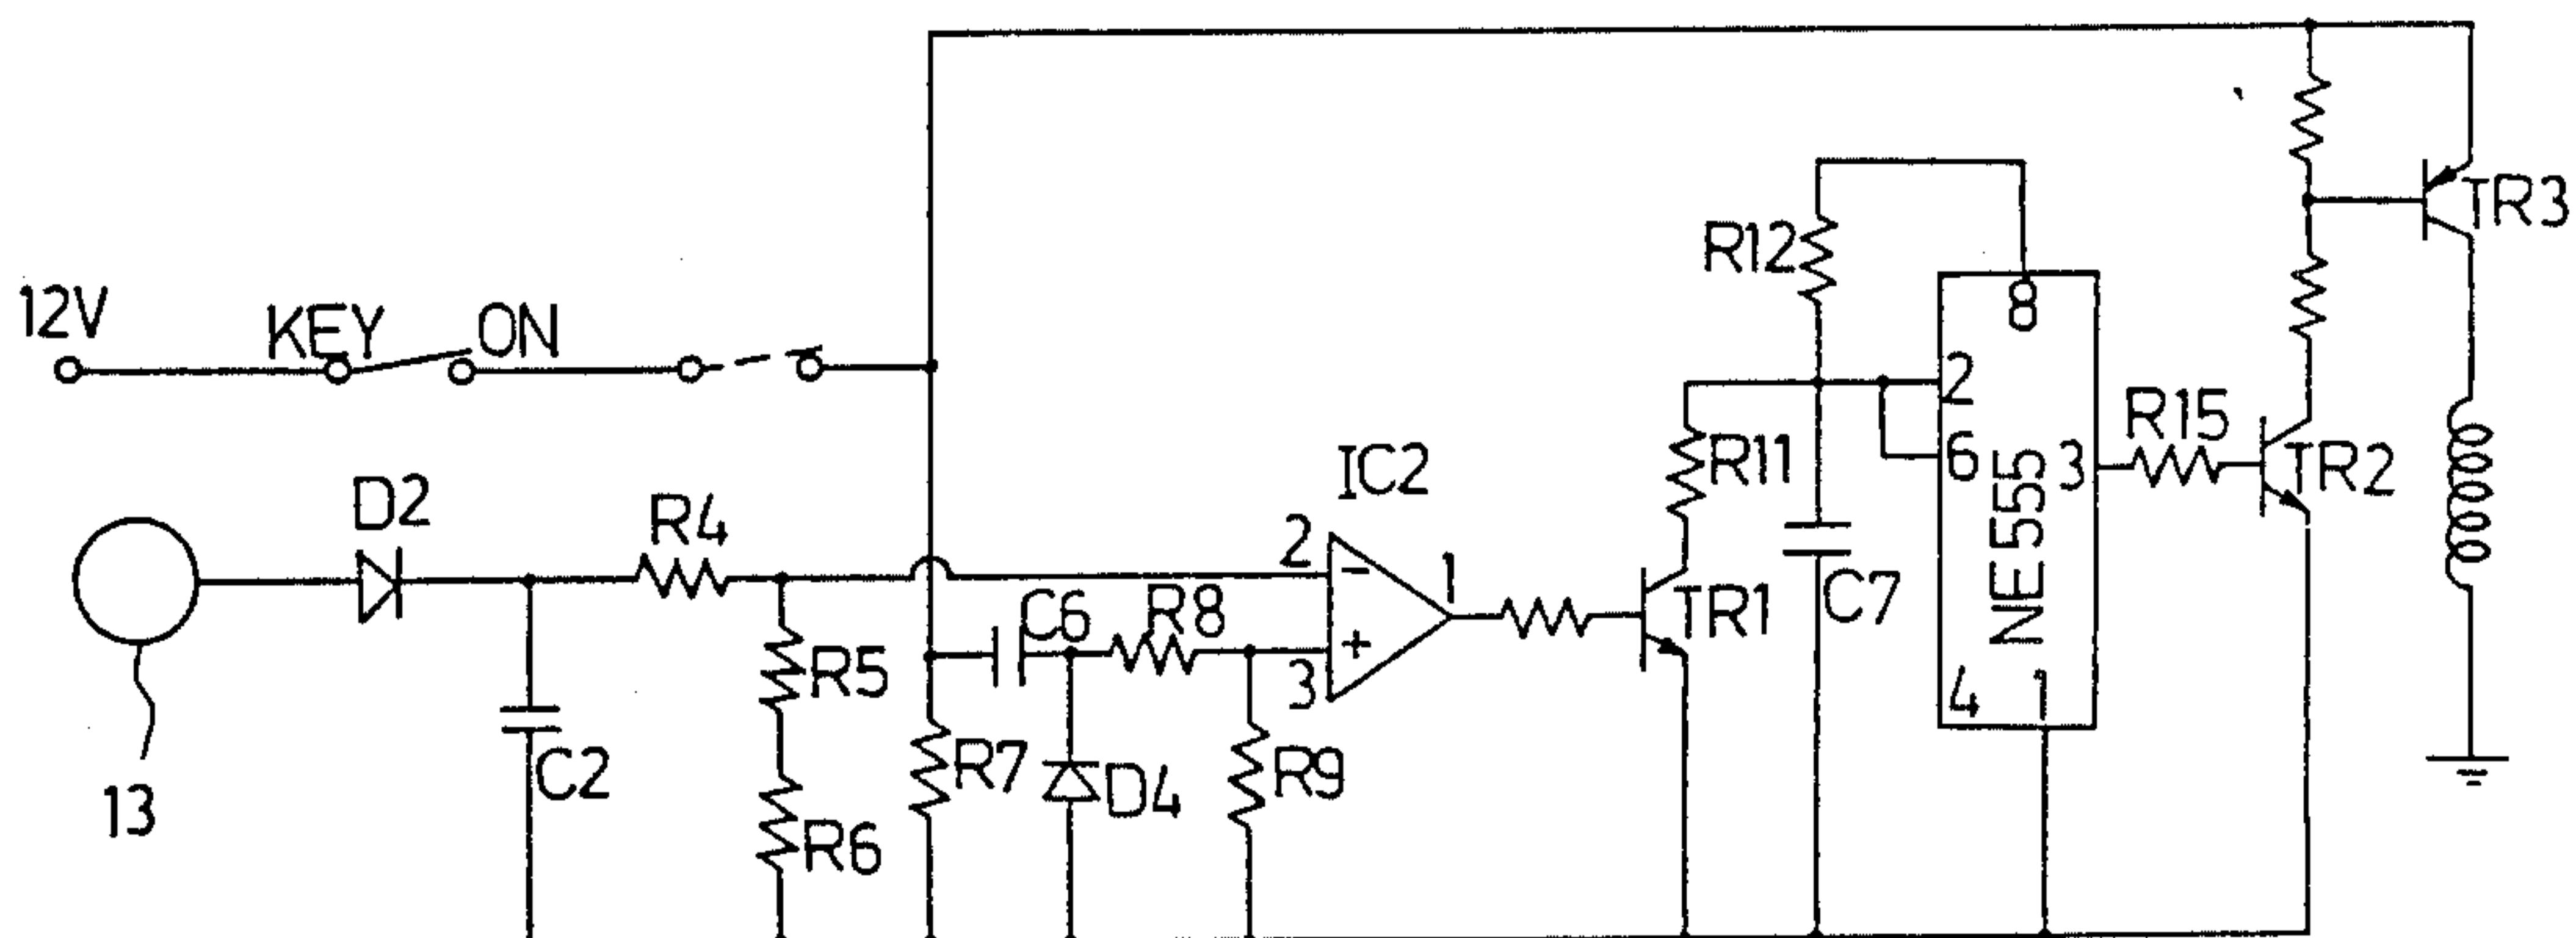 12V
KEY ON
D2
R4
13
C2
R5
R6
R7
C6
R8
D4
R9
IC2
2
−
+
3
1
TR1
R11
R12
C7
8
2
6
3
NE555
4
1
R15
TR2
TR3